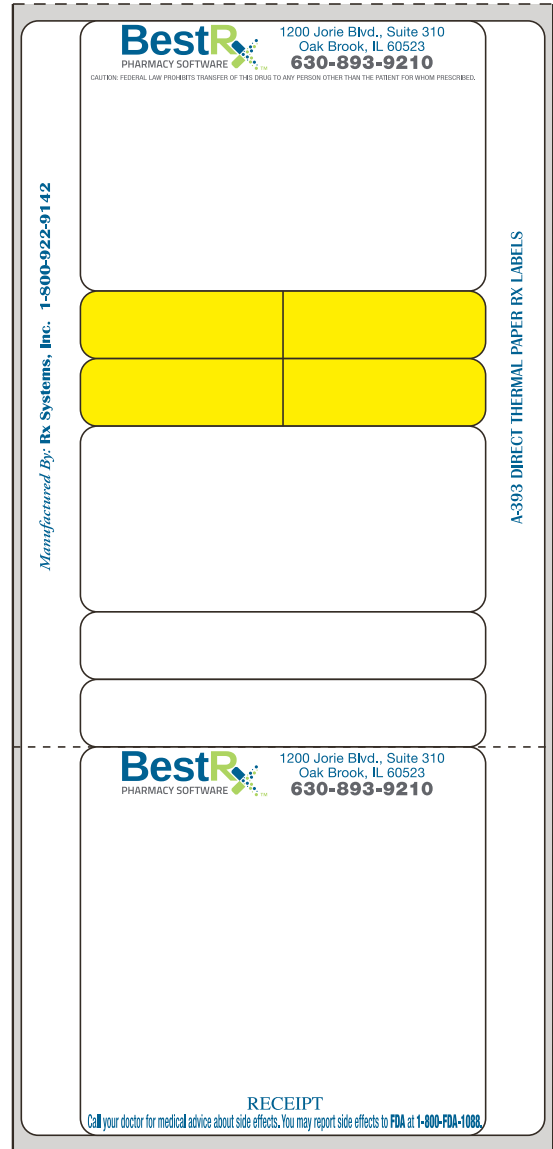 BestRx
PHARMACY SOFTWARE ™
1200 Jorie Blvd., Suite 310
Oak Brook, IL 60523
630-893-9210
CAUTION: FEDERAL LAW PROHIBITS TRANSFER OF THIS DRUG TO ANY PERSON OTHER THAN THE PATIENT FOR WHOM PRESCRIBED.
Manufactured By: Rx Systems, Inc. 1-800-922-9142
A-393 DIRECT THERMAL PAPER RX LABELS
BestRx
PHARMACY SOFTWARE ™
1200 Jorie Blvd., Suite 310
Oak Brook, IL 60523
630-893-9210
RECEIPT
Call your doctor for medical advice about side effects. You may report side effects to FDA at 1-800-FDA-1088.